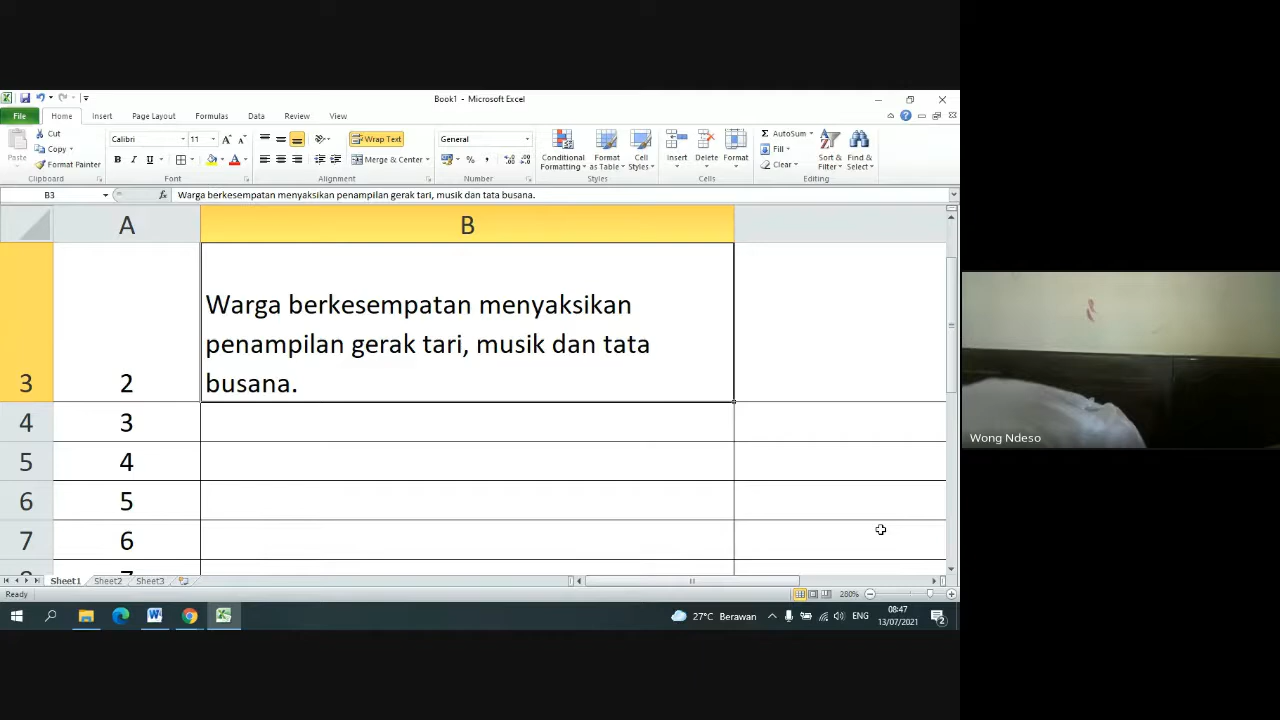 Book1 - Microsoft Excel
File Home Insert Page Layout Formulas Data Review View
Cut
Copy
Format Painter
Paste
Clipboard
Calibri 11
B I U A
Font
Wrap Text
Merge & Center
Alignment
General
% ,
Number
Conditional Formatting
Format as Table
Cell Styles
Styles
Insert Delete Format
Cells
AutoSum
Fill
Clear
Sort & Filter
Find & Select
Editing
B3 fx Warga berkesempatan menyaksikan penampilan gerak tari, musik dan tata busana.
A B
Warga berkesempatan menyaksikan
penampilan gerak tari, musik dan tata
3 2 busana.
4 3
5 4
6 5
7 6
8 7
Sheet1 Sheet2 Sheet3
Ready 280%
27°C Berawan ENG 08:47
13/07/2021 2
Wong Ndeso